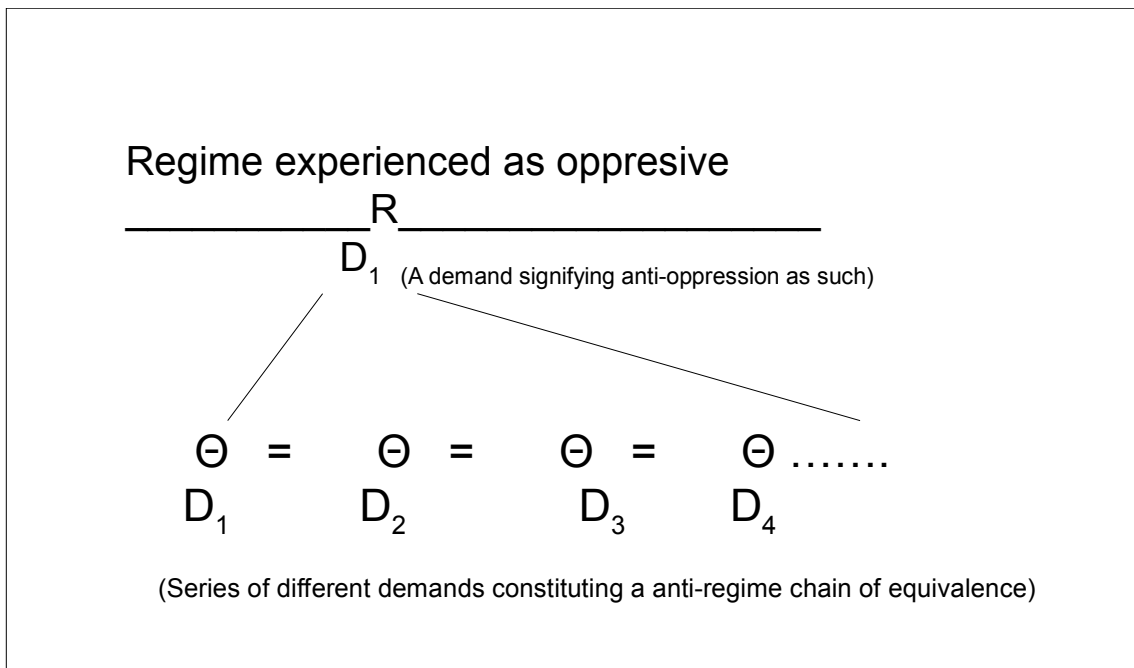 Regime experienced as oppresive
___________R___________________
D₁ (A demand signifying anti-oppression as such)
Θ = Θ = Θ = Θ .......
D₁ D₂ D₃ D₄
(Series of different demands constituting a anti-regime chain of equivalence)